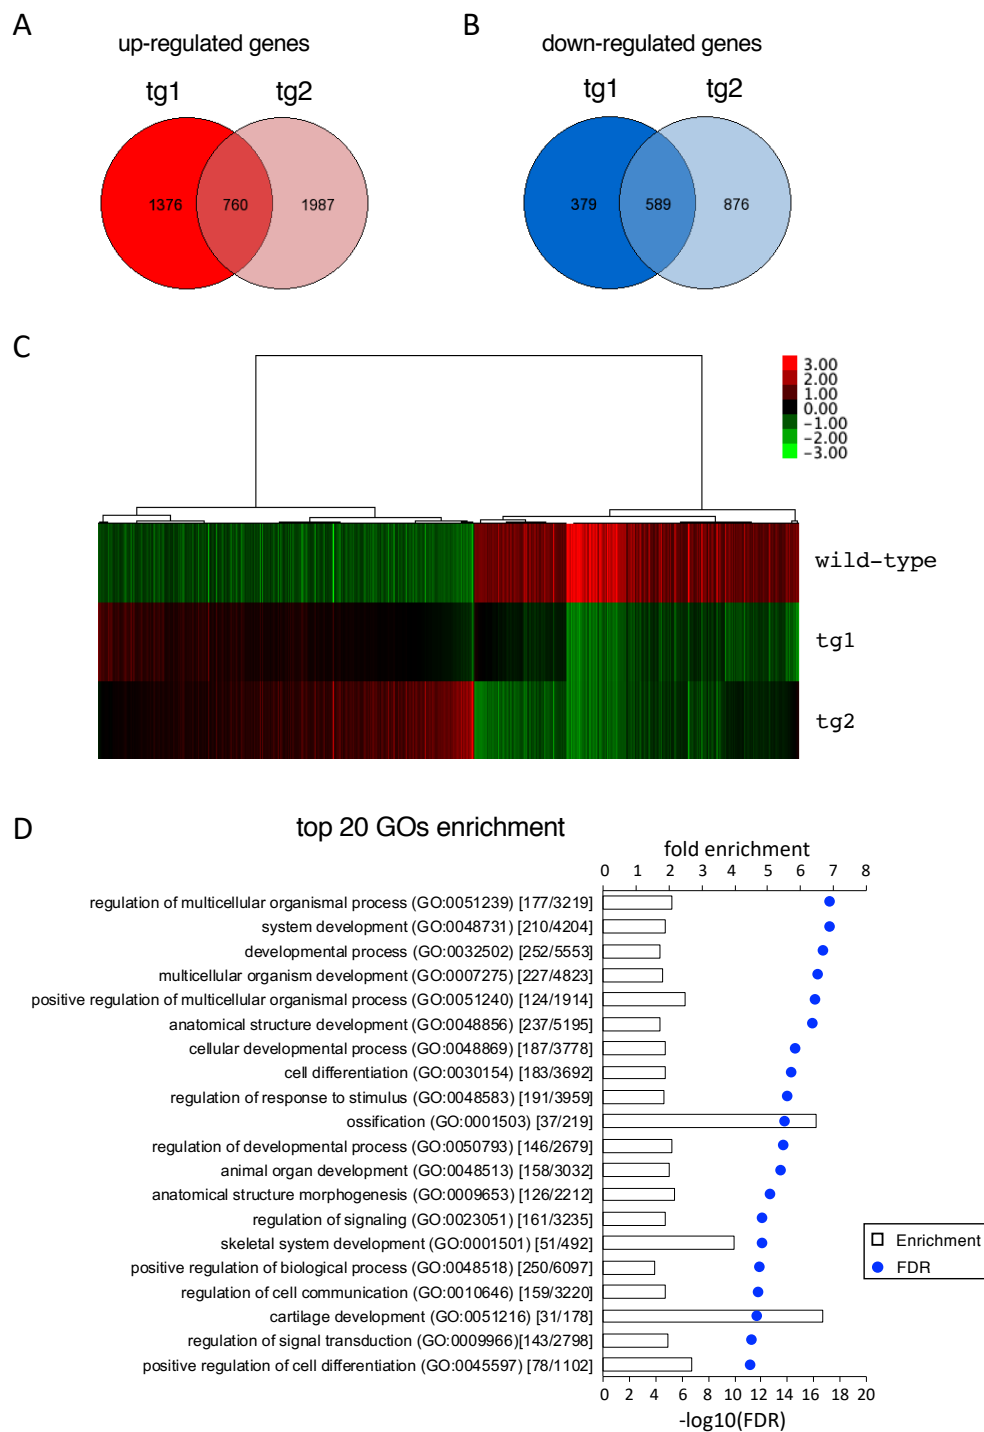 A
B
up-regulated genes
down-regulated genes
tg1
tg2
tg1
tg2
1376
760
1987
379
589
876
C
3.00
2.00
1.00
0.00
-1.00
-2.00
-3.00
wild-type
tg1
tg2
D
top 20 GOs enrichment
fold enrichment
0 1 2 3 4 5 6 7 8
regulation of multicellular organismal process (GO:0051239) [177/3219]
system development (GO:0048731) [210/4204]
developmental process (GO:0032502) [252/5553]
multicellular organism development (GO:0007275) [227/4823]
positive regulation of multicellular organismal process (GO:0051240) [124/1914]
anatomical structure development (GO:0048856) [237/5195]
cellular developmental process (GO:0048869) [187/3778]
cell differentiation (GO:0030154) [183/3692]
regulation of response to stimulus (GO:0048583) [191/3959]
ossification (GO:0001503) [37/219]
regulation of developmental process (GO:0050793) [146/2679]
animal organ development (GO:0048513) [158/3032]
anatomical structure morphogenesis (GO:0009653) [126/2212]
regulation of signaling (GO:0023051) [161/3235]
skeletal system development (GO:0001501) [51/492]
positive regulation of biological process (GO:0048518) [250/6097]
regulation of cell communication (GO:0010646) [159/3220]
cartilage development (GO:0051216) [31/178]
regulation of signal transduction (GO:0009966)[143/2798]
positive regulation of cell differentiation (GO:0045597) [78/1102]
Enrichment
FDR
0 2 4 6 8 10 12 14 16 18 20
-log10(FDR)